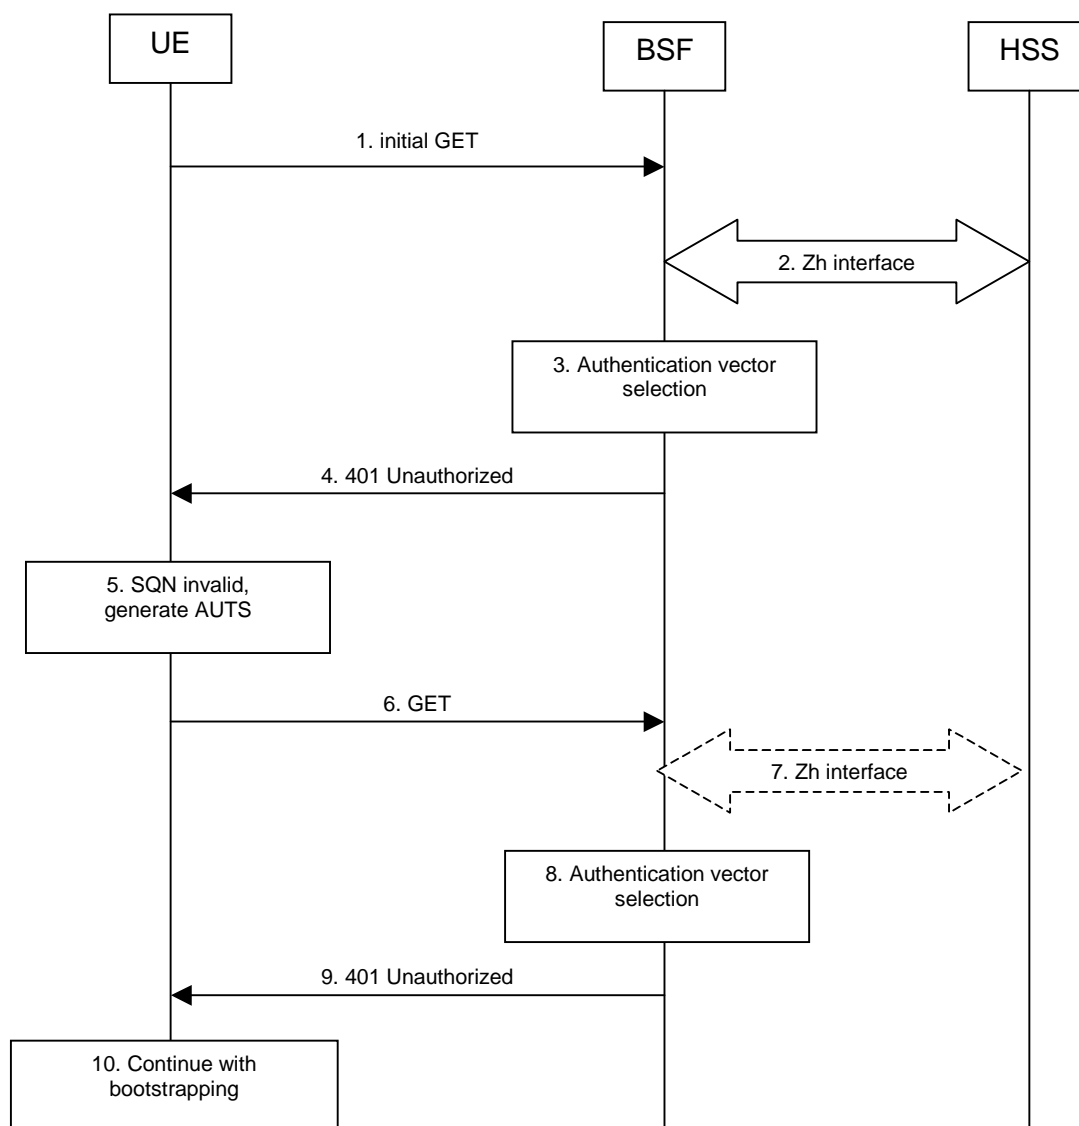 UE
BSF
HSS
1. initial GET
2. Zh interface
3. Authentication vector
selection
4. 401 Unauthorized
5. SQN invalid,
generate AUTS
6. GET
7. Zh interface
8. Authentication vector
selection
9. 401 Unauthorized
10. Continue with
bootstrapping